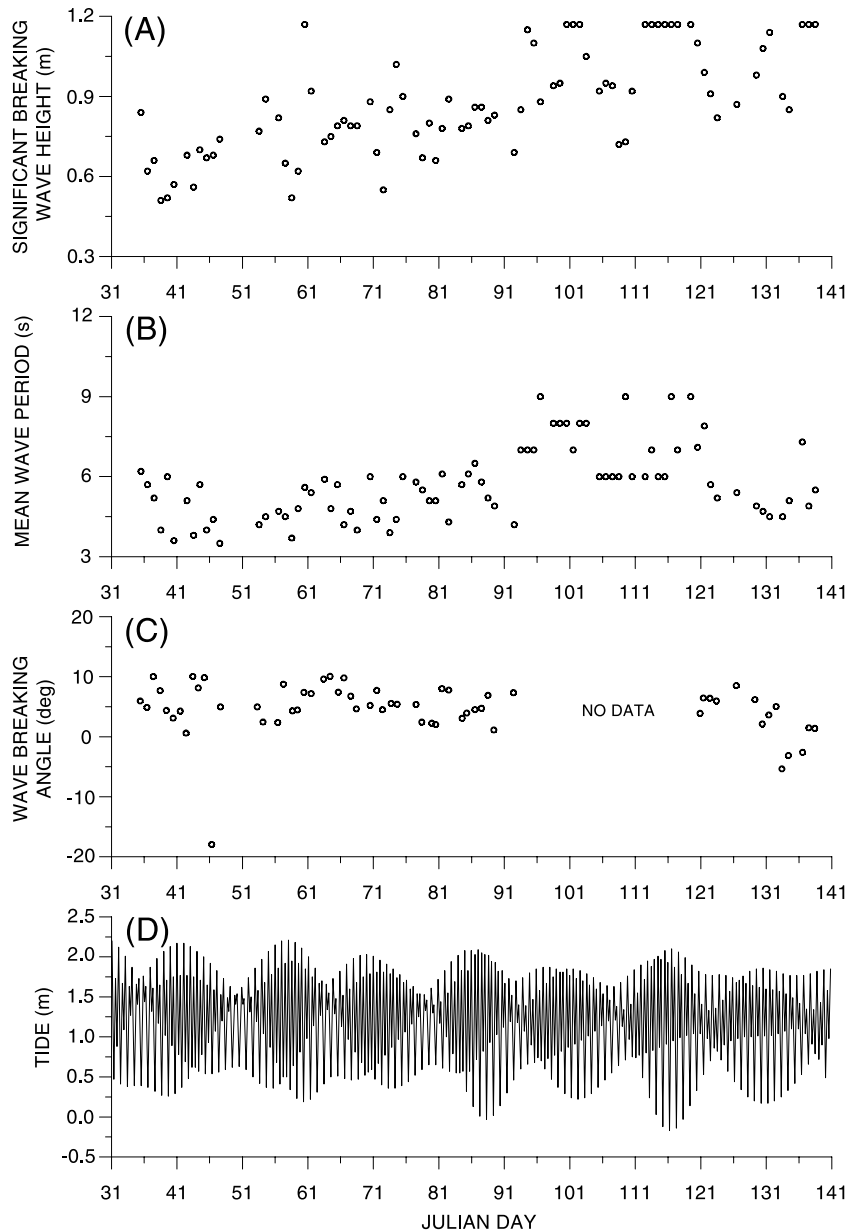 (A)
SIGNIFICANT BREAKING
WAVE HEIGHT (m)
1.2
0.9
0.6
0.3
31 41 51 61 71 81 91 101 111 121 131 141
(B)
MEAN WAVE PERIOD (s)
12
9
6
3
31 41 51 61 71 81 91 101 111 121 131 141
(C)
WAVE BREAKING
ANGLE (deg)
20
10
0
-10
-20
NO DATA
31 41 51 61 71 81 91 101 111 121 131 141
(D)
TIDE (m)
2.5
2.0
1.5
1.0
0.5
0.0
-0.5
31 41 51 61 71 81 91 101 111 121 131 141
JULIAN DAY